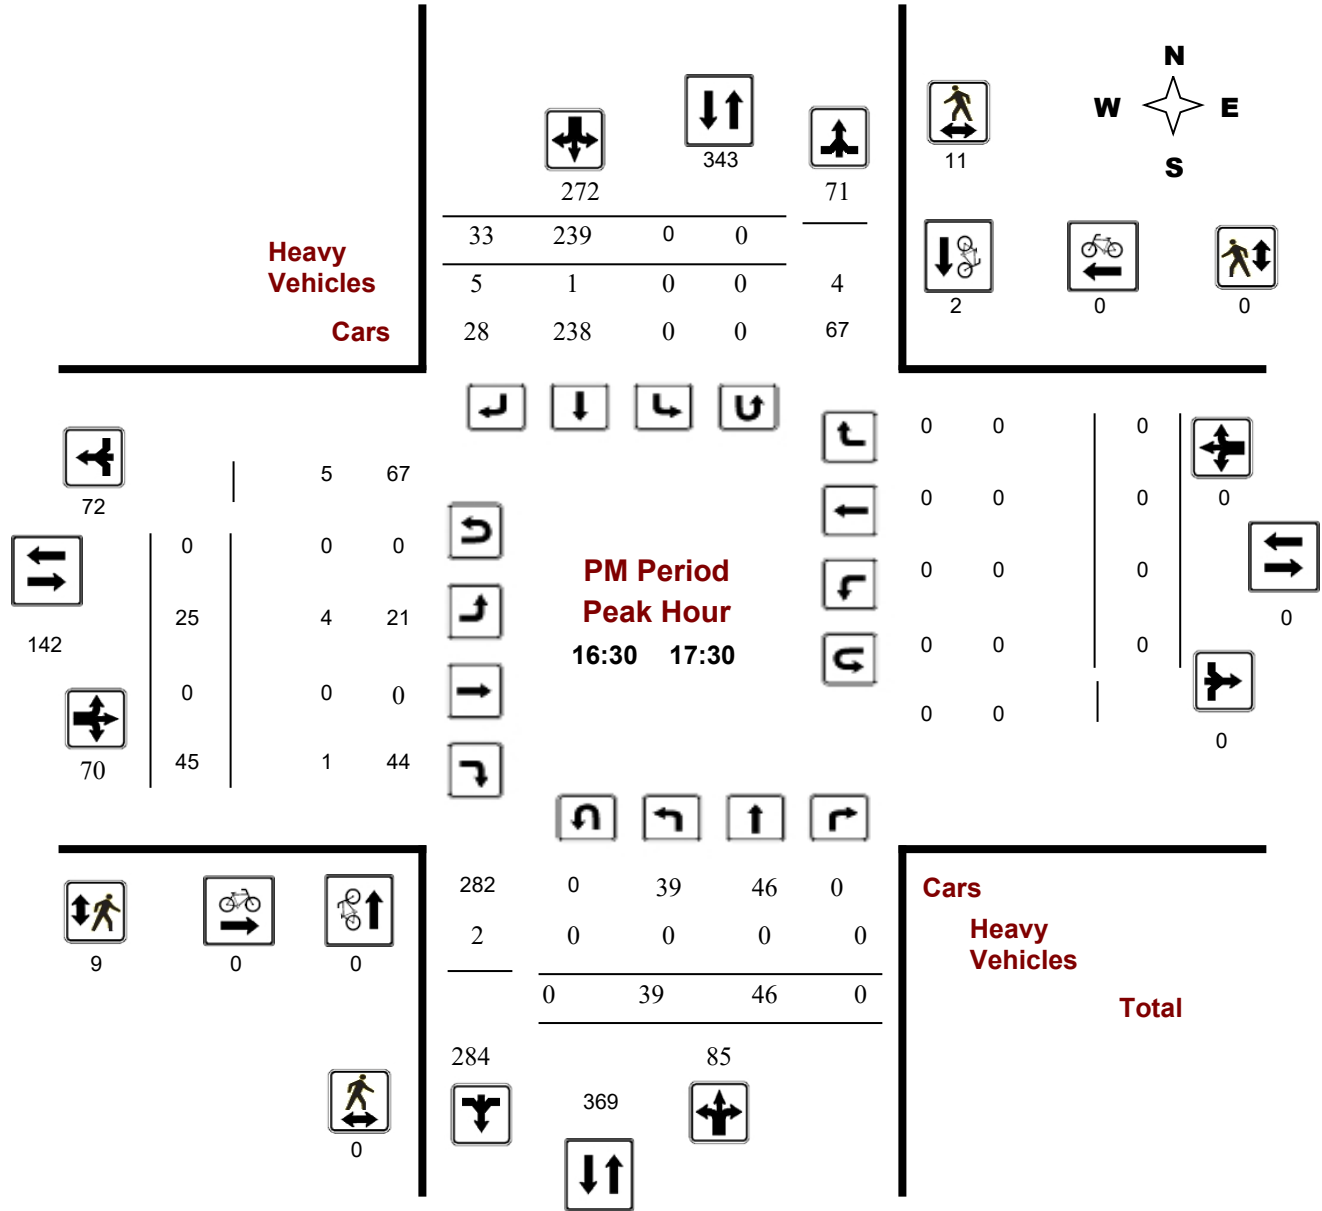 N
W E
S
343
272
71
11
33 239 0 0
Heavy
Vehicles
5 1 0 0 4
2 0 0
Cars
28 238 0 0 67
0 0 0
5 67
72
0 0 0 0
0 0 0
PM Period
0 0 0
25 4 21
Peak Hour
0
142
16:30 17:30
0 0 0
0 0 0
0 0
0
70
45 1 44
282 0 39 46 0
Cars
2 0 0 0 0
Heavy
Vehicles
9 0 0
0 39 46 0
Total
284 85
369
0